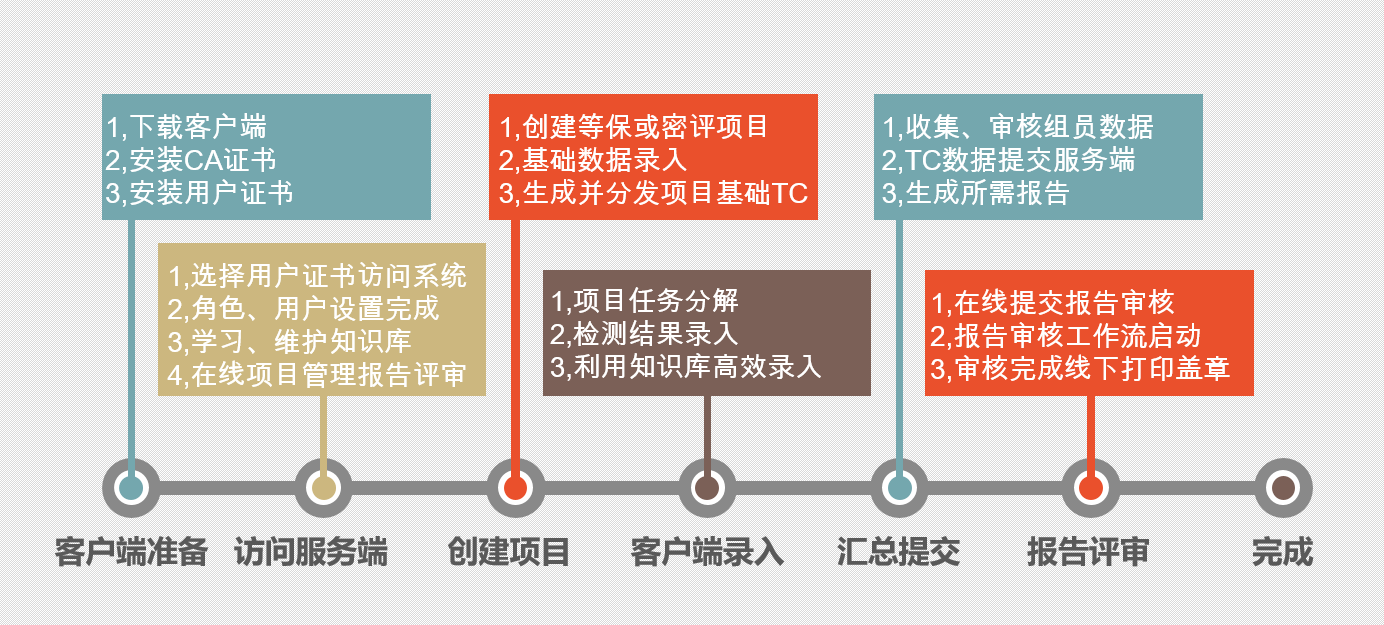 1,下载客户端
2,安装CA证书
3,安装用户证书
1,创建等保或密评项目
2,基础数据录入
3,生成并分发项目基础TC
1,收集、审核组员数据
2,TC数据提交服务端
3,生成所需报告
1,选择用户证书访问系统
2,角色、用户设置完成
3,学习、维护知识库
4,在线项目管理报告评审
1,项目任务分解
2,检测结果录入
3,利用知识库高效录入
1,在线提交报告审核
2,报告审核工作流启动
3,审核完成线下打印盖章
客户端准备
访问服务端
创建项目
客户端录入
汇总提交
报告评审
完成